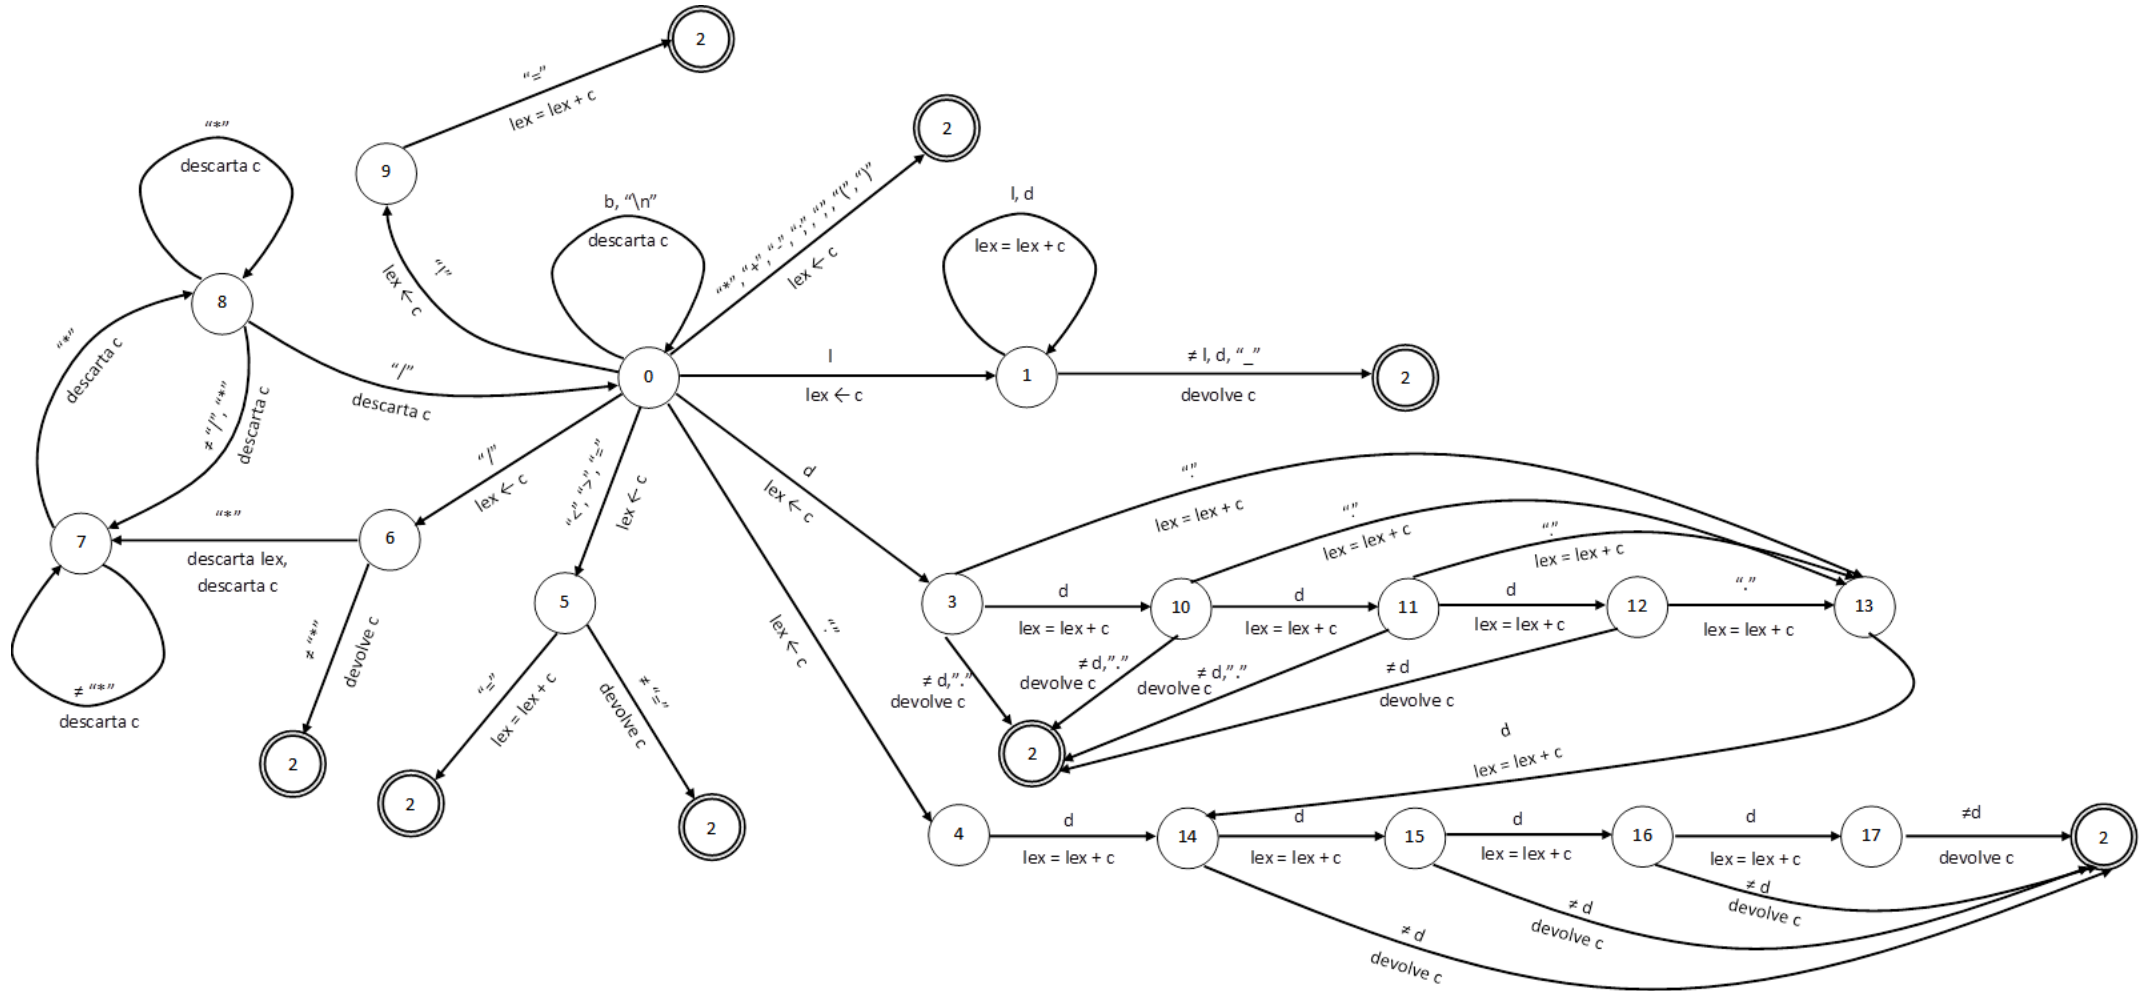 2
“=”
lex = lex + c
9
“*”
descarta c
8
2
“*”, “+”, “-”, “;”, “,”, “(”, “)”
lex ← c
b, “\n”
descarta c
“!”
lex ← c
l, d
lex = lex + c
0
l
lex ← c
1
≠ l, d, “_”
devolve c
2
“*”
descarta c
“/”
descarta c
≠ “/”, “*”
descarta c
“/”
lex ← c
“<”, “>”, “=”
lex ← c
d
lex ← c
“.”
lex ← c
7
“*”
descarta lex,
descarta c
6
≠ “*”
descarta c
≠ “*”
devolve c
2
5
“=”
lex = lex + c
2
≠ “=”
devolve c
2
“.”
lex = lex + c
“.”
lex = lex + c
“.”
lex = lex + c
3
d
lex = lex + c
10
d
lex = lex + c
11
d
lex = lex + c
12
“.”
lex = lex + c
13
≠ d,”.”
devolve c
≠ d,”.”
devolve c
≠ d,”.”
devolve c
≠ d
devolve c
2
d
lex = lex + c
4
d
lex = lex + c
14
d
lex = lex + c
15
d
lex = lex + c
16
d
lex = lex + c
17
≠d
devolve c
2
≠ d
devolve c
≠ d
devolve c
≠ d
devolve c